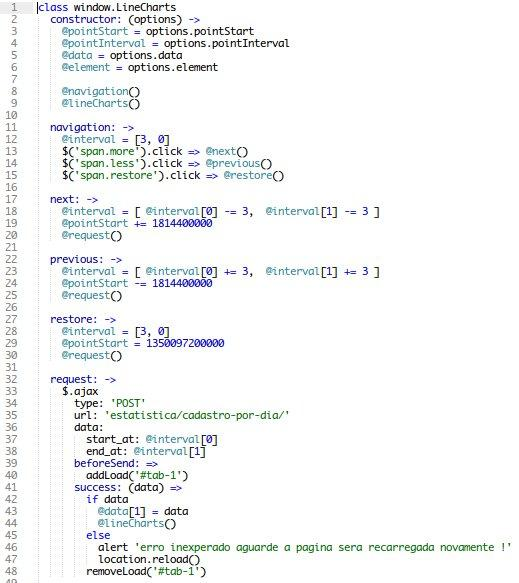 1 class window.LineCharts
2 constructor: (options) ->
3 @pointStart = options.pointStart
4 @pointInterval = options.pointInterval
5 @data = options.data
6 @element = options.element
7
8 @navigation()
9 @lineCharts()
10
11 navigation: ->
12 @interval = [3, 0]
13 $('span.more').click => @next()
14 $('span.less').click => @previous()
15 $('span.restore').click => @restore()
16
17 next: ->
18 @interval = [ @interval[0] -= 3, @interval[1] -= 3 ]
19 @pointStart += 1814400000
20 @request()
21
22 previous: ->
23 @interval = [ @interval[0] += 3, @interval[1] += 3 ]
24 @pointStart -= 1814400000
25 @request()
26
27 restore: ->
28 @interval = [3, 0]
29 @pointStart = 1350097200000
30 @request()
31
32 request: ->
33 $.ajax
34 type: 'POST'
35 url: 'estatistica/cadastro-por-dia/'
36 data:
37 start_at: @interval[0]
38 end_at: @interval[1]
39 beforeSend: =>
40 addLoad('#tab-1')
41 success: (data) =>
42 if data
43 @data[1] = data
44 @lineCharts()
45 else
46 alert 'erro inexperado aguarde a pagina sera recarregada novamente !'
47 location.reload()
48 removeLoad('#tab-1')